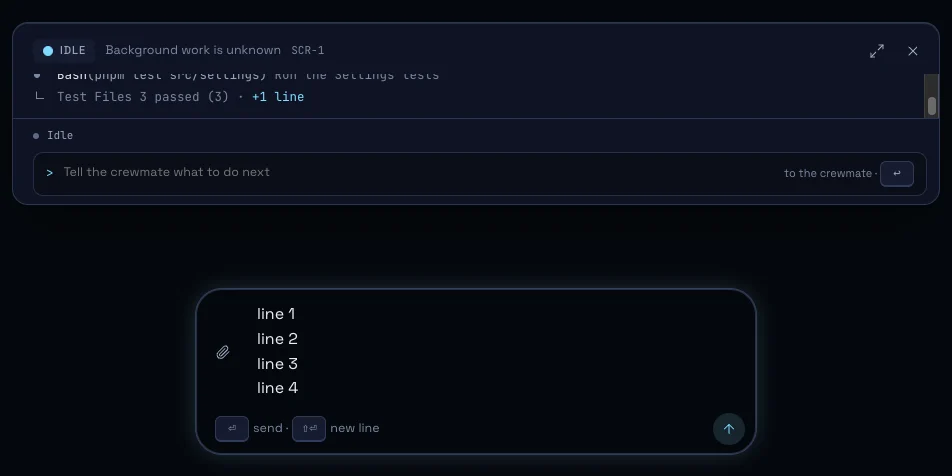 IDLE Background work is unknown SCR-1
Bash(pnpm test src/settings) Run the Settings tests
Test Files 3 passed (3) · +1 line
Idle
> Tell the crewmate what to do next to the crewmate · ↵
line 1
line 2
line 3
line 4
⏎ send · ⇧⏎ new line